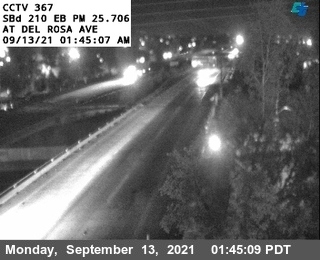 CCTV 367
SBd 210 EB PM 25.706
AT DEL ROSA AVE
09/13/21 01:45:07 AM
Monday, September 13, 2021 01:45:09 PDT